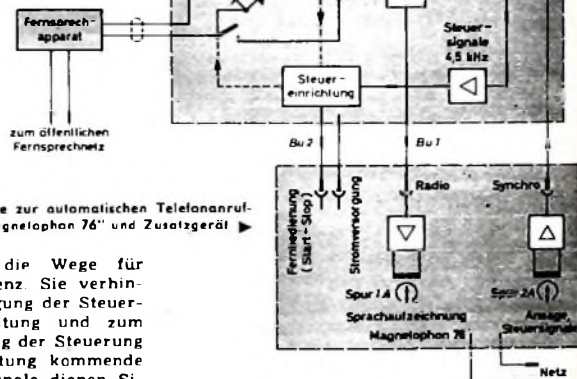 Fernsprech-
apparat
zum öffentlichen
Fernsprechnetz
Steuer-
signale
4,5 kHz
Steuer-
einrichtung
Bu 2
Bu 1
Fernbedienung
(Start-Stop)
Stromversorgung
Radio
Synchro
Spur 1A
Spur 2A
Sprachaufzeichnung
Ansage,
Steuersignale
Magnetophon 76
Netz
e zur automatischen Telefonanruf-
agnetophon 76" und Zusatzgerät
die Wege für
enz. Sie verhin-
gung der Steuer-
tung und zum
g der Steuerung
tung kommende
nale dienen Si-